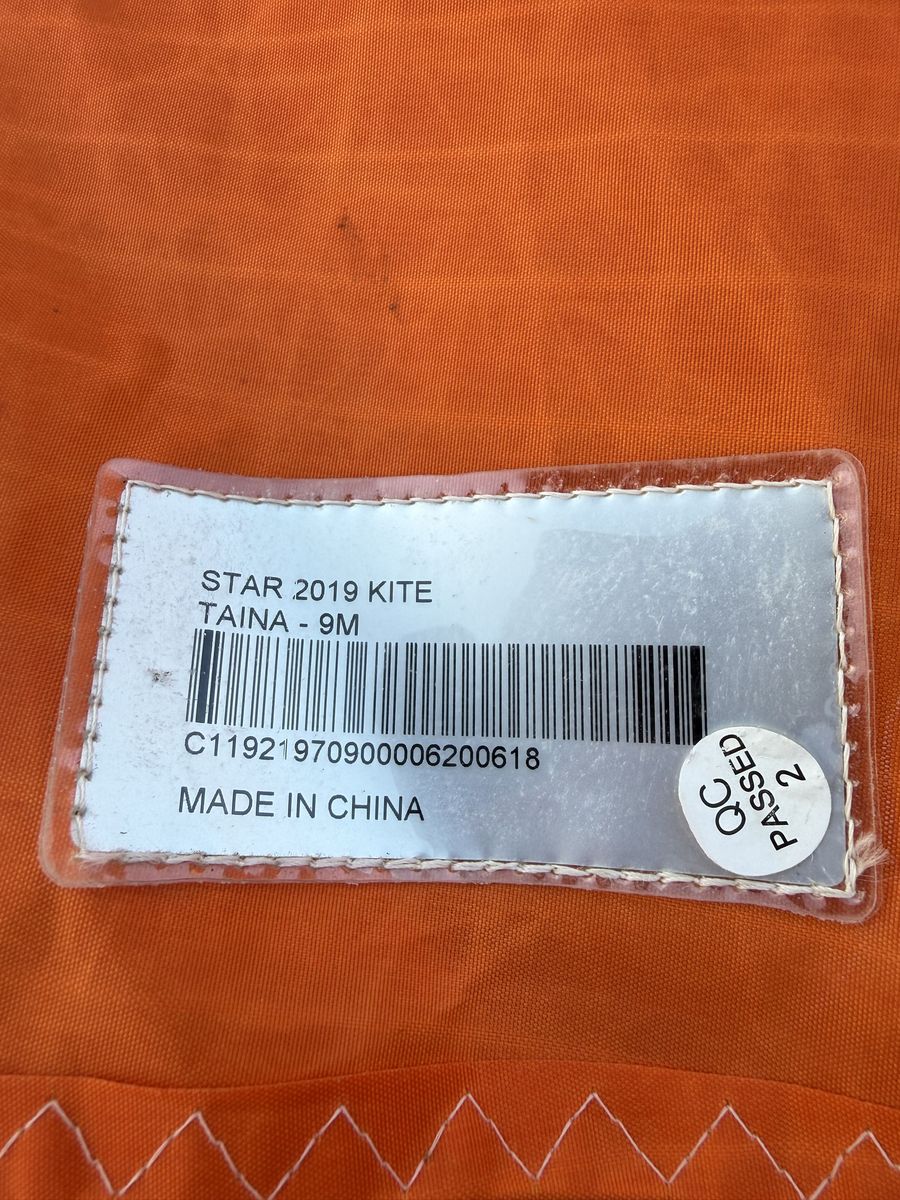 STAR 2019 KITE
TAINA - 9M
C11921970900006200618
MADE IN CHINA
QC
PASSED
2